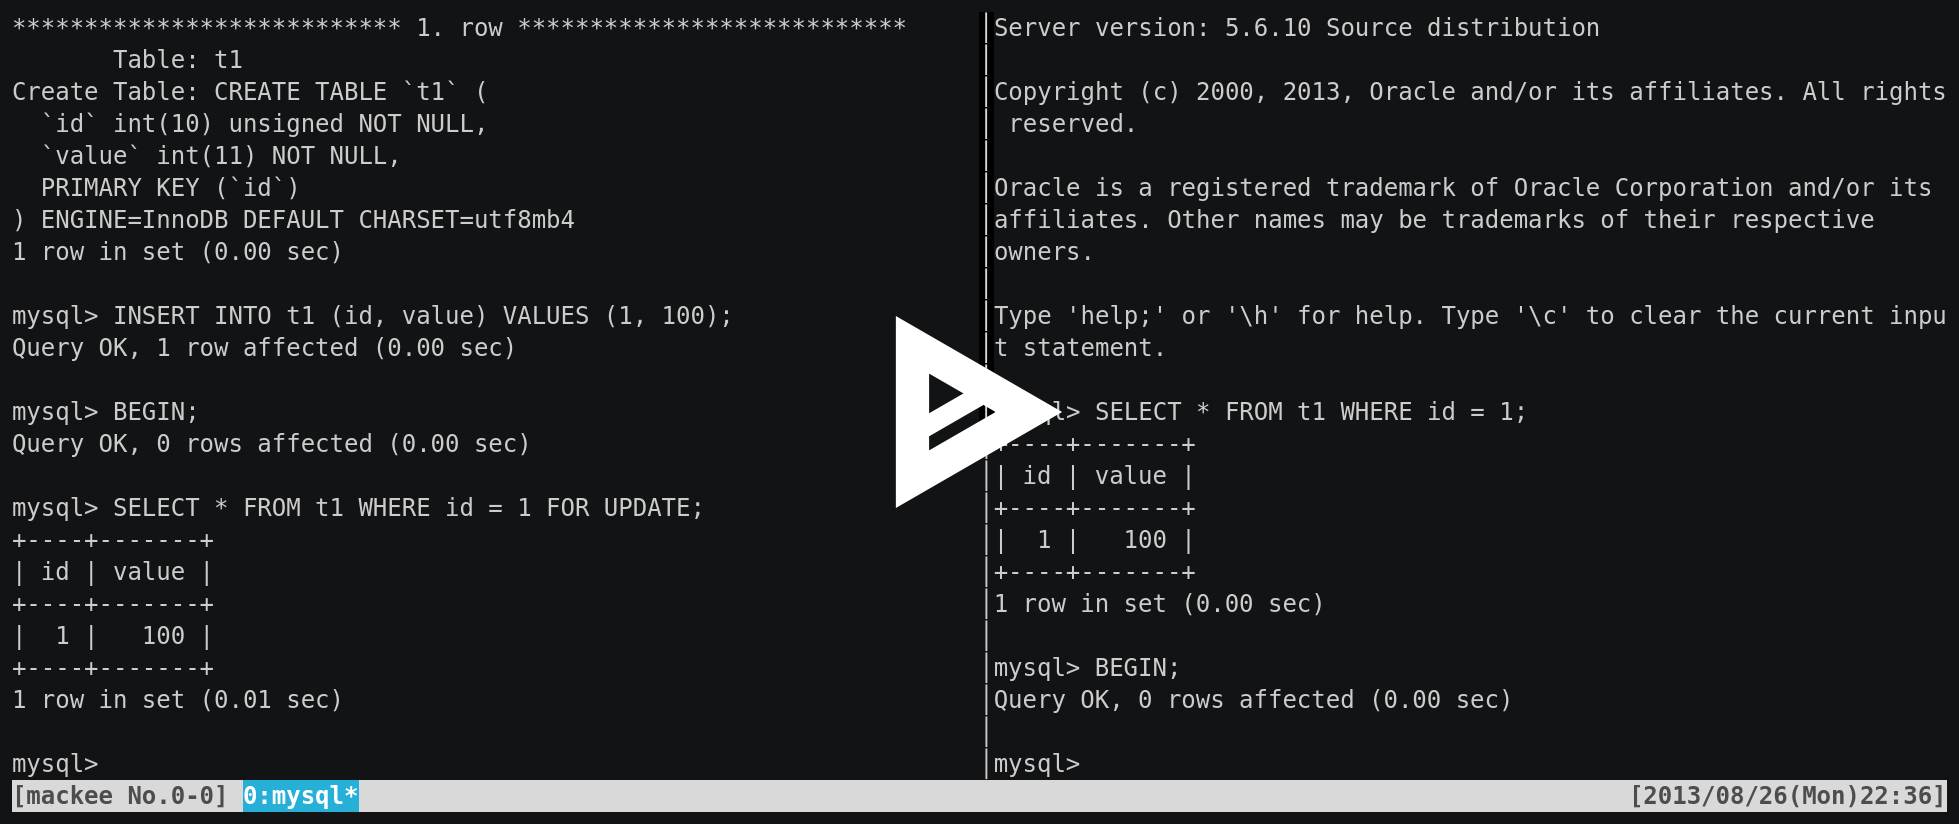 *************************** 1. row ***************************
       Table: t1
Create Table: CREATE TABLE `t1` (
  `id` int(10) unsigned NOT NULL,
  `value` int(11) NOT NULL,
  PRIMARY KEY (`id`)
) ENGINE=InnoDB DEFAULT CHARSET=utf8mb4
1 row in set (0.00 sec)

mysql> INSERT INTO t1 (id, value) VALUES (1, 100);
Query OK, 1 row affected (0.00 sec)

mysql> BEGIN;
Query OK, 0 rows affected (0.00 sec)

mysql> SELECT * FROM t1 WHERE id = 1 FOR UPDATE;
+----+-------+
| id | value |
+----+-------+
|  1 |   100 |
+----+-------+
1 row in set (0.01 sec)

mysql>
Server version: 5.6.10 Source distribution

Copyright (c) 2000, 2013, Oracle and/or its affiliates. All rights
 reserved.

Oracle is a registered trademark of Oracle Corporation and/or its
affiliates. Other names may be trademarks of their respective
owners.

Type 'help;' or '\h' for help. Type '\c' to clear the current inpu
t statement.

> SELECT * FROM t1 WHERE id = 1;
+----+-------+
| id | value |
+----+-------+
|  1 |   100 |
+----+-------+
1 row in set (0.00 sec)

mysql> BEGIN;
Query OK, 0 rows affected (0.00 sec)

mysql>
[mackee No.0-0] 0:mysql* [2013/08/26(Mon)22:36]